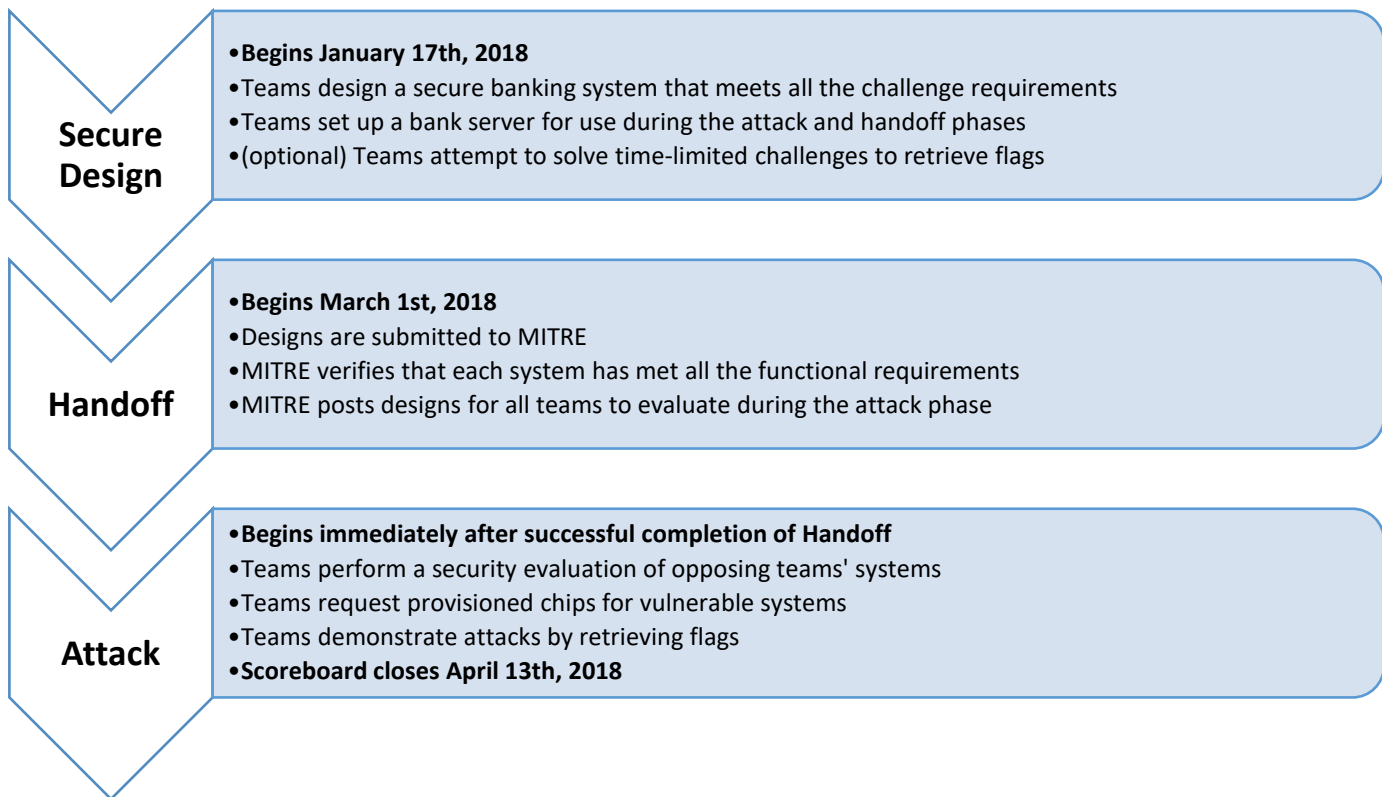 Secure
Design
•Begins January 17th, 2018
•Teams design a secure banking system that meets all the challenge requirements
•Teams set up a bank server for use during the attack and handoff phases
•(optional) Teams attempt to solve time-limited challenges to retrieve flags
Handoff
•Begins March 1st, 2018
•Designs are submitted to MITRE
•MITRE verifies that each system has met all the functional requirements
•MITRE posts designs for all teams to evaluate during the attack phase
Attack
•Begins immediately after successful completion of Handoff
•Teams perform a security evaluation of opposing teams' systems
•Teams request provisioned chips for vulnerable systems
•Teams demonstrate attacks by retrieving flags
•Scoreboard closes April 13th, 2018